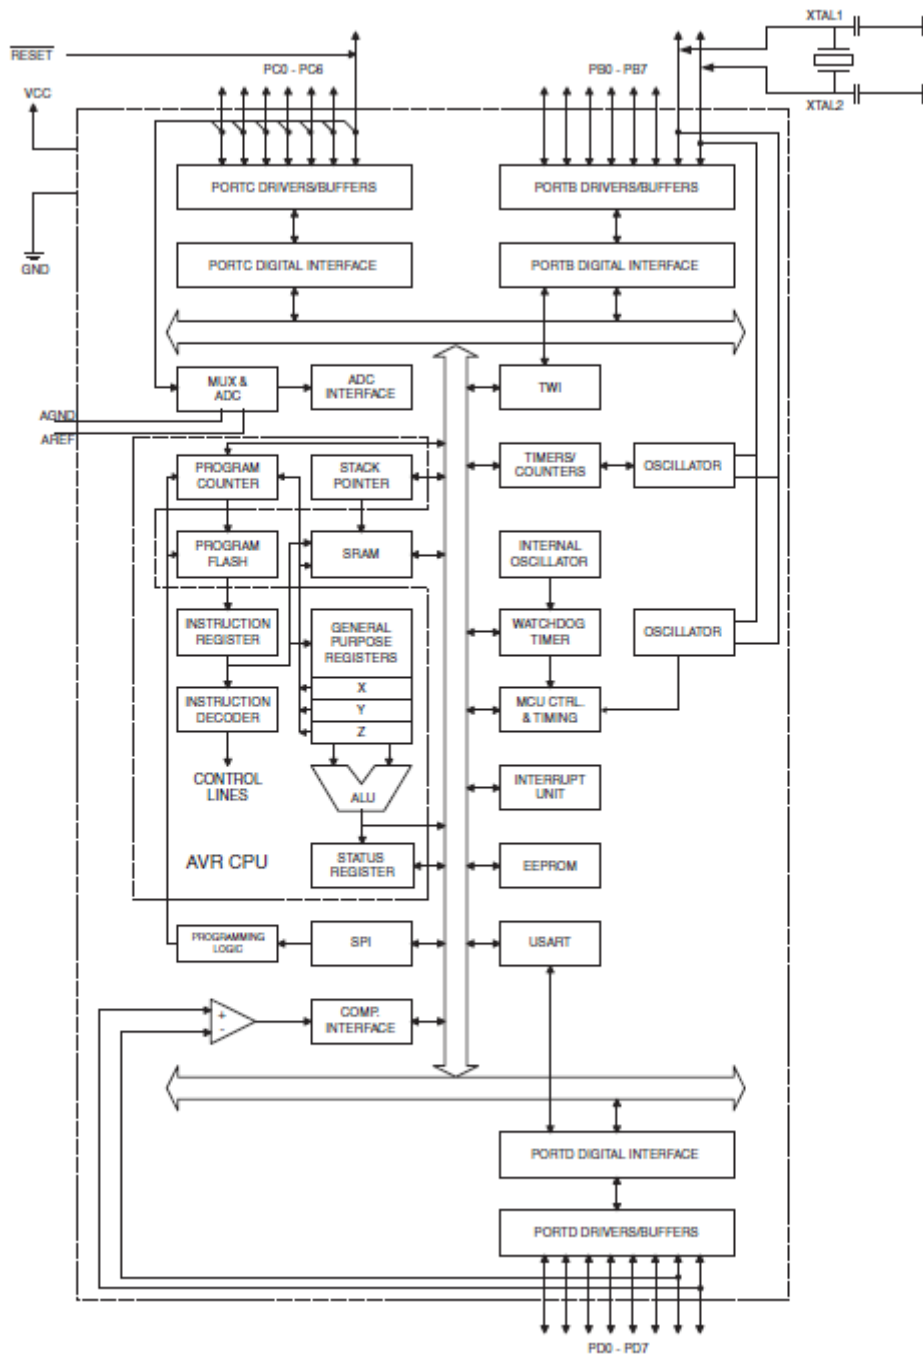 XTAL1
RESET
PC0 - PC6
PB0 - PB7
VCC
XTAL2
PORTC DRIVERS/BUFFERS
PORTB DRIVERS/BUFFERS
GND
PORTC DIGITAL INTERFACE
PORTB DIGITAL INTERFACE
MUX &
ADC
ADC
INTERFACE
TWI
AGND
AREF
PROGRAM
COUNTER
STACK
POINTER
TIMERS/
COUNTERS
OSCILLATOR
PROGRAM
FLASH
SRAM
INTERNAL
OSCILLATOR
INSTRUCTION
REGISTER
GENERAL
PURPOSE
REGISTERS
WATCHDOG
TIMER
OSCILLATOR
X
INSTRUCTION
DECODER
Y
MCU CTRL.
& TIMING
Z
CONTROL
LINES
ALU
INTERRUPT
UNIT
AVR CPU
STATUS
REGISTER
EEPROM
PROGRAMMING
LOGIC
SPI
USART
+
-
COMP.
INTERFACE
PORTD DIGITAL INTERFACE
PORTD DRIVERS/BUFFERS
PD0 - PD7